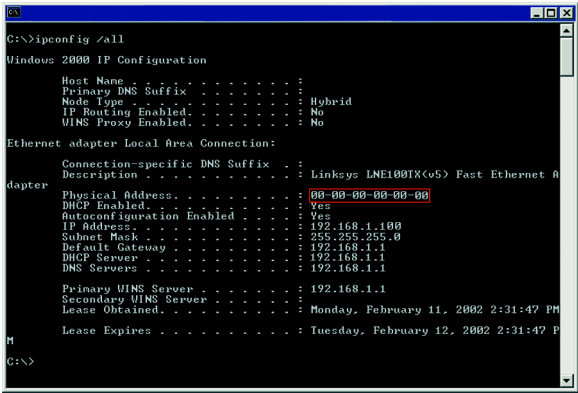 C:\>ipconfig /all
Windows 2000 IP Configuration
Host Name . . . . . . . . . . . . :
Primary DNS Suffix . . . . . . . :
Node Type . . . . . . . . . . . . : Hybrid
IP Routing Enabled. . . . . . . . : No
WINS Proxy Enabled. . . . . . . . : No
Ethernet adapter Local Area Connection:
Connection-specific DNS Suffix . :
Description . . . . . . . . . . . : Linksys LNE100TX(v5) Fast Ethernet A
dapter
Physical Address. . . . . . . . . : 00-00-00-00-00-00
DHCP Enabled. . . . . . . . . . . : Yes
Autoconfiguration Enabled . . . . : Yes
IP Address. . . . . . . . . . . . : 192.168.1.100
Subnet Mask . . . . . . . . . . . : 255.255.255.0
Default Gateway . . . . . . . . . : 192.168.1.1
DHCP Server . . . . . . . . . . . : 192.168.1.1
DNS Servers . . . . . . . . . . . : 192.168.1.1
Primary WINS Server . . . . . . . : 192.168.1.1
Secondary WINS Server . . . . . . :
Lease Obtained. . . . . . . . . . : Monday, February 11, 2002 2:31:47 PM
Lease Expires . . . . . . . . . . : Tuesday, February 12, 2002 2:31:47 P
M
C:\>